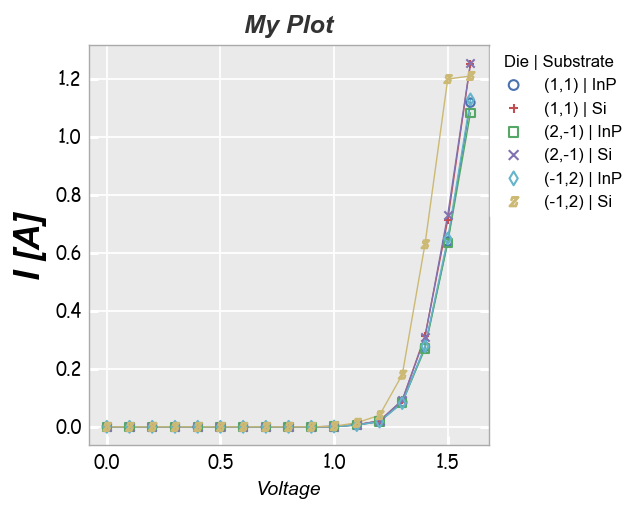 My Plot
Die | Substrate
(1,1) | InP
(1,1) | Si
(2,-1) | InP
(2,-1) | Si
(-1,2) | InP
(-1,2) | Si
I [A]
1.2
1.0
0.8
0.6
0.4
0.2
0.0
0.0 0.5 1.0 1.5
Voltage